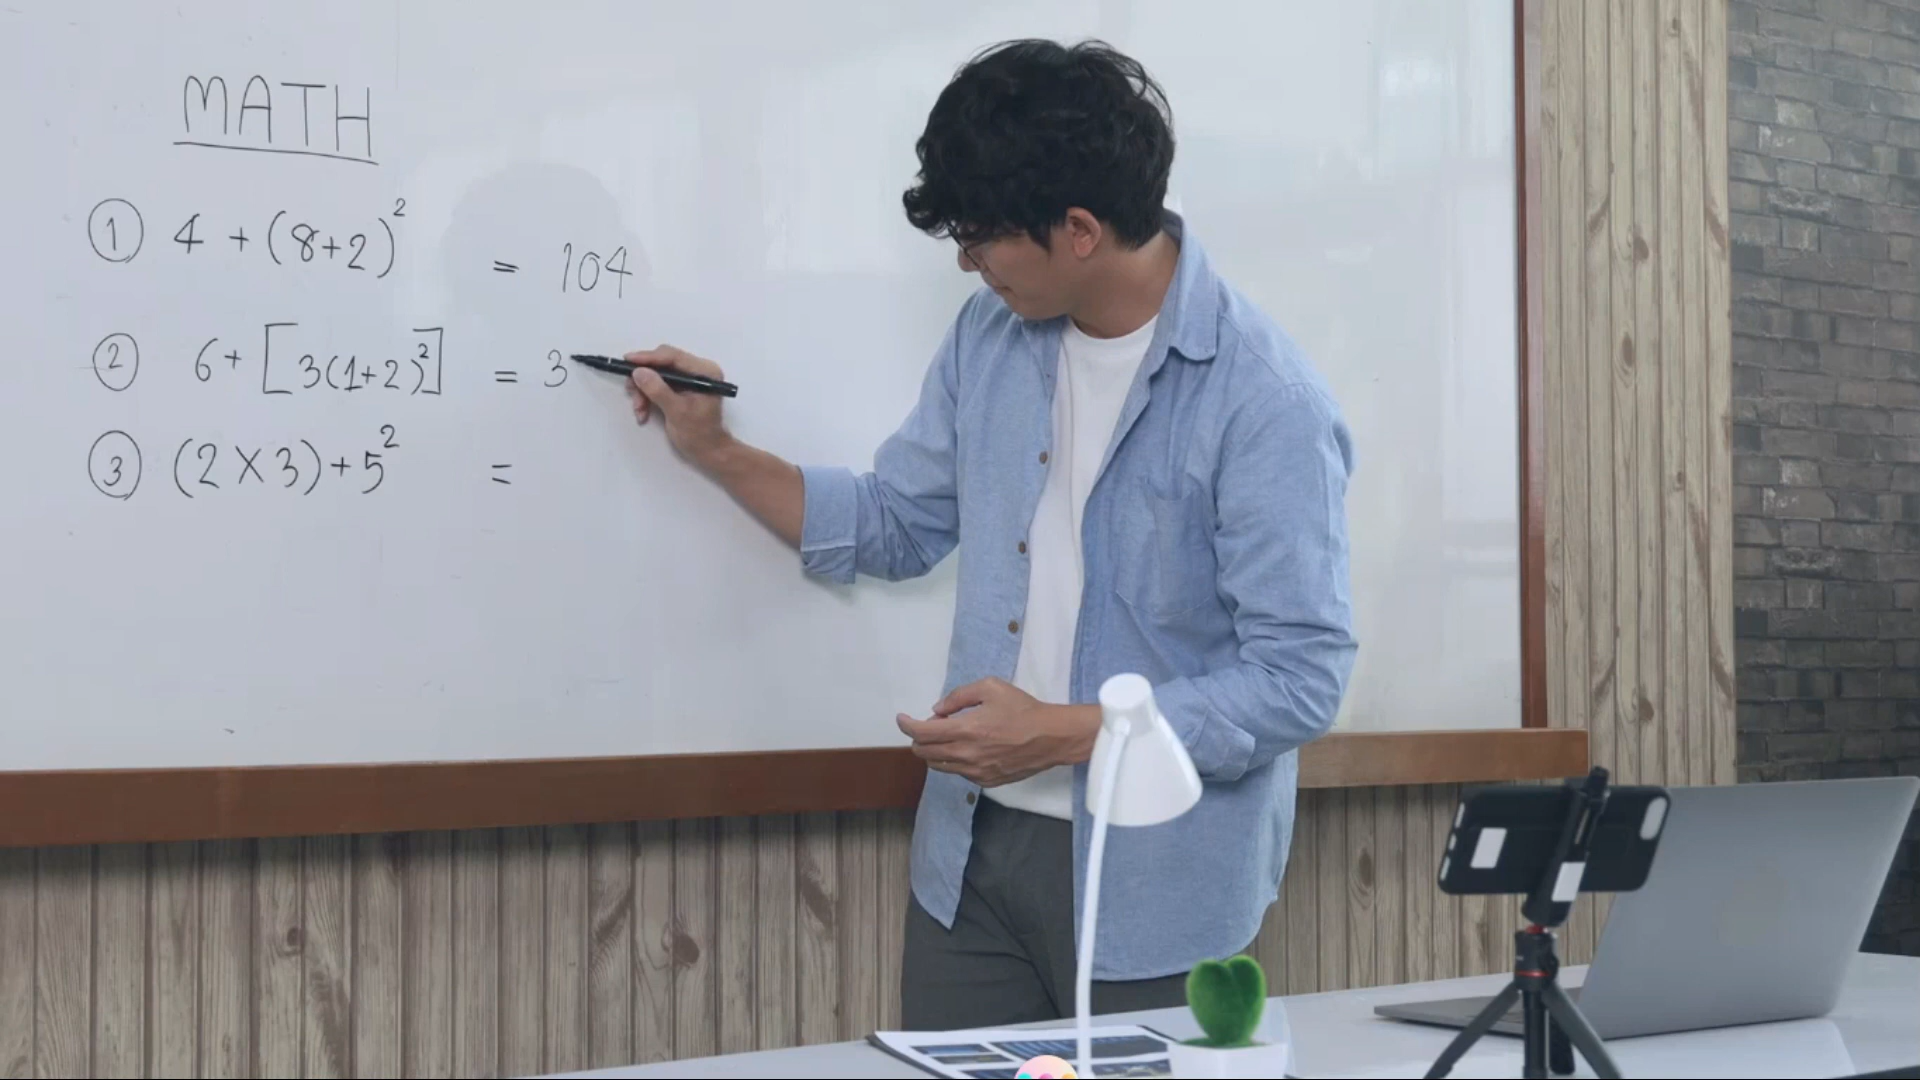 MATH
① 4 + (8+2)² = 104
② 6 + [3(1+2)²] = 3
③ (2×3)+5² =